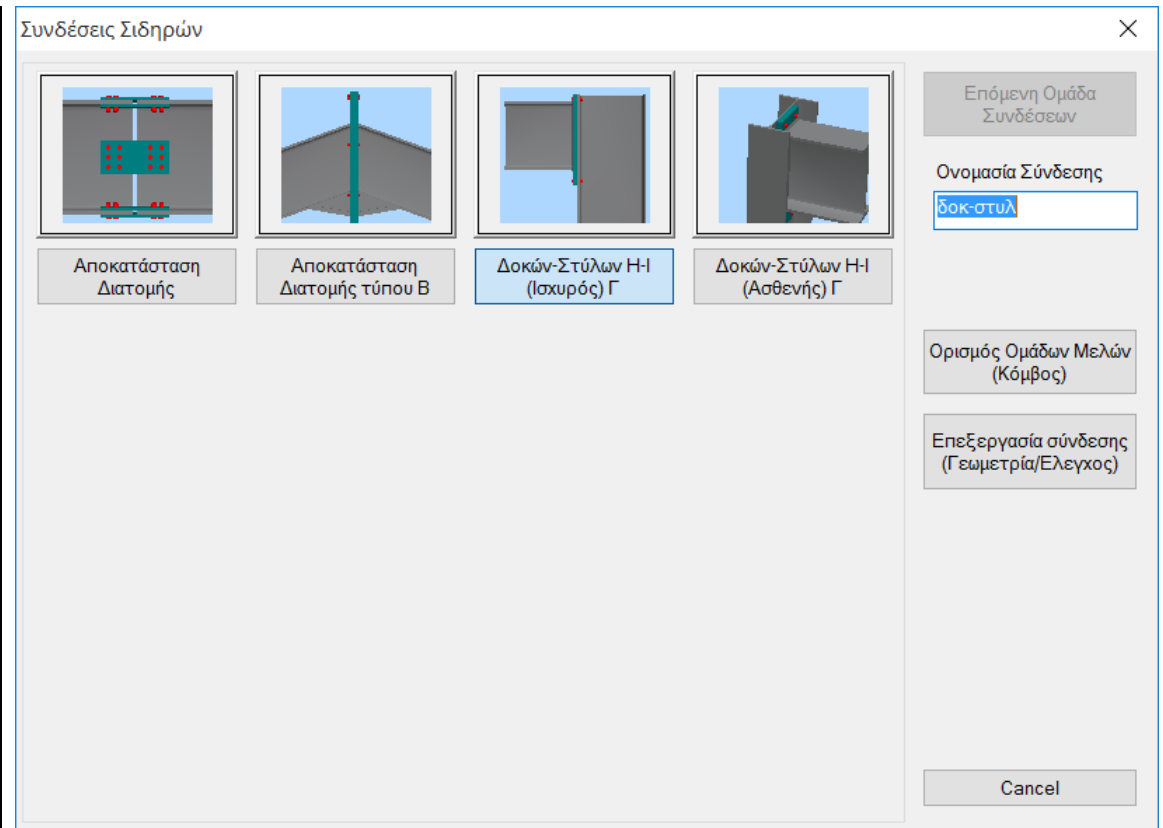 Συνδέσεις Σιδηρών
Αποκατάσταση
Διατομής
Αποκατάσταση
Διατομής τύπου Β
Δοκών-Στύλων Η-Ι
(Ισχυρός) Γ
Δοκών-Στύλων Η-Ι
(Ασθενής) Γ
Επόμενη Ομάδα
Συνδέσεων
Ονομασία Σύνδεσης
δοκ-στυλ
Ορισμός Ομάδων Μελών
(Κόμβος)
Επεξεργασία σύνδεσης
(Γεωμετρία/Ελεγχος)
Cancel